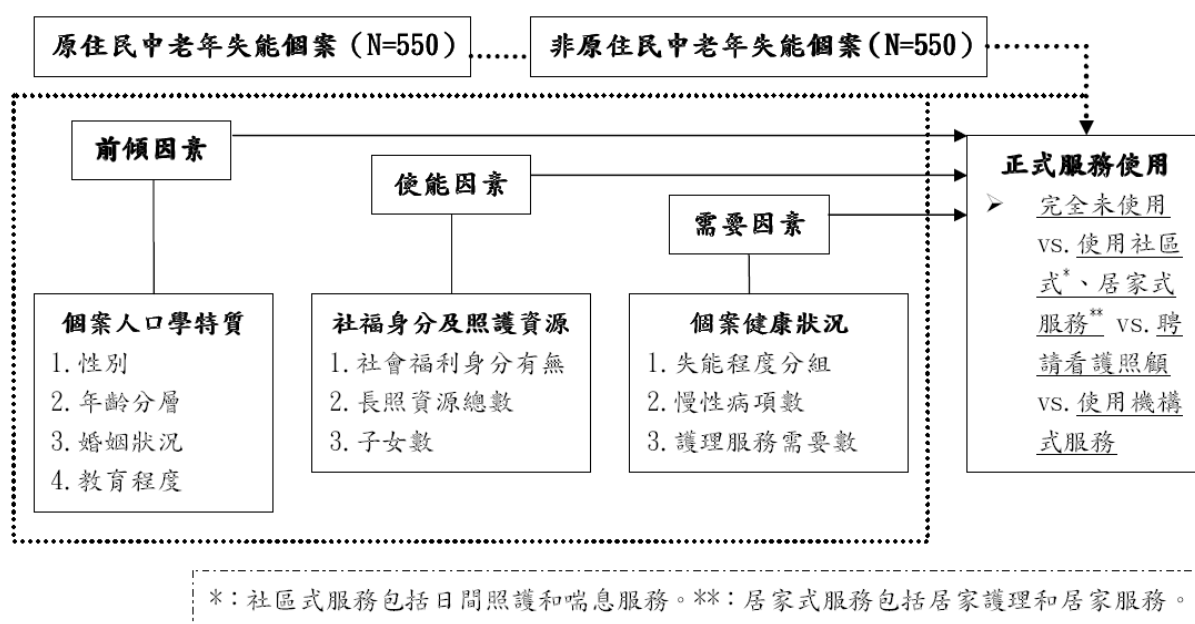 原住民中老年失能個案（N=550）
非原住民中老年失能個案(N=550)
前傾因素
使能因素
需要因素
個案人口學特質
1.性別
2.年齡分層
3.婚姻狀況
4.教育程度
社福身分及照護資源
1.社會福利身分有無
2.長照資源總數
3.子女數
個案健康狀況
1.失能程度分組
2.慢性病項數
3.護理服務需要數
正式服務使用
➢ 完全未使用
vs.使用社區
式*、居家式
服務** vs.聘
請看護照顧
vs.使用機構
式服務
*：社區式服務包括日間照護和喘息服務。**：居家式服務包括居家護理和居家服務。